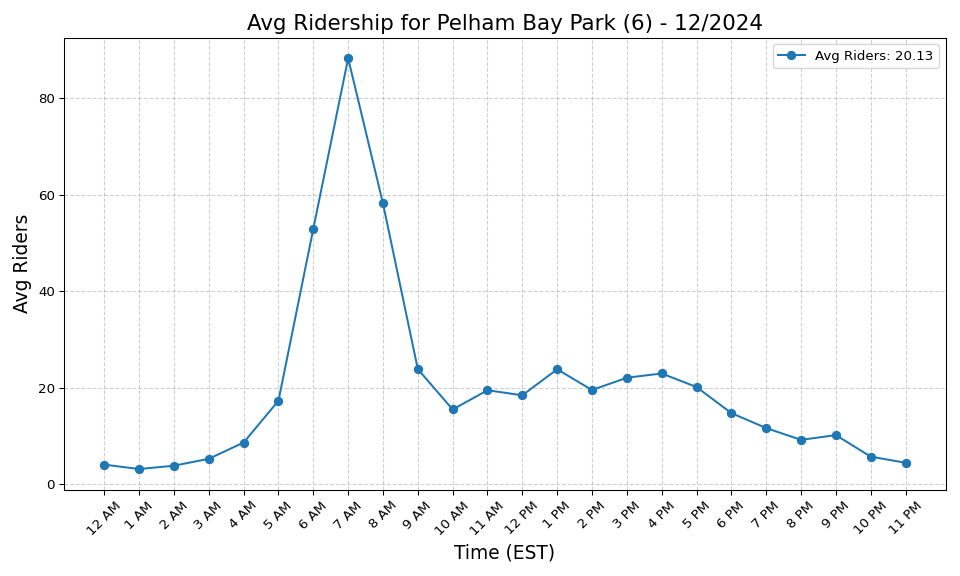 Avg Ridership for Pelham Bay Park (6) - 12/2024
Avg Riders: 20.13
Avg Riders
80
60
40
20
0
12 AM 1 AM 2 AM 3 AM 4 AM 5 AM 6 AM 7 AM 8 AM 9 AM 10 AM 11 AM 12 PM 1 PM 2 PM 3 PM 4 PM 5 PM 6 PM 7 PM 8 PM 9 PM 10 PM 11 PM
Time (EST)